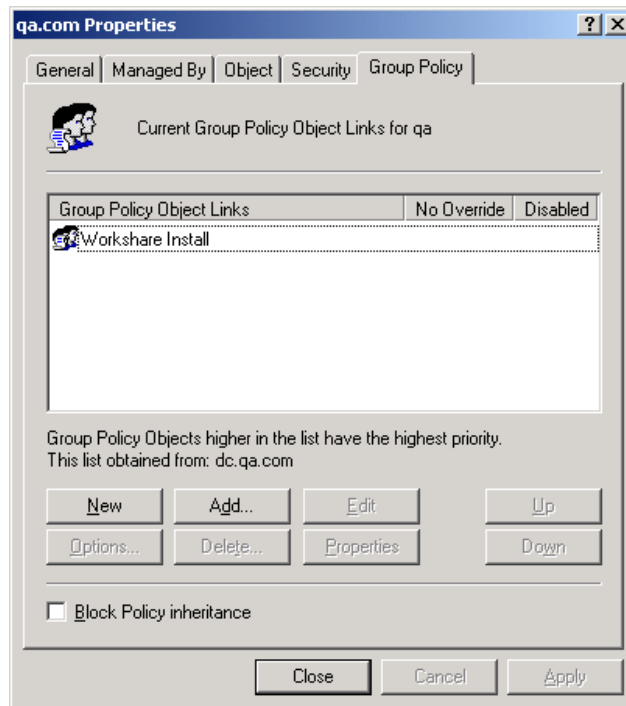 qa.com Properties
General Managed By Object Security Group Policy
Current Group Policy Object Links for qa
Group Policy Object Links No Override Disabled
Workshare Install
Group Policy Objects higher in the list have the highest priority.
This list obtained from: dc.qa.com
New Add... Edit Up
Options... Delete... Properties Down
Block Policy inheritance
Close Cancel Apply